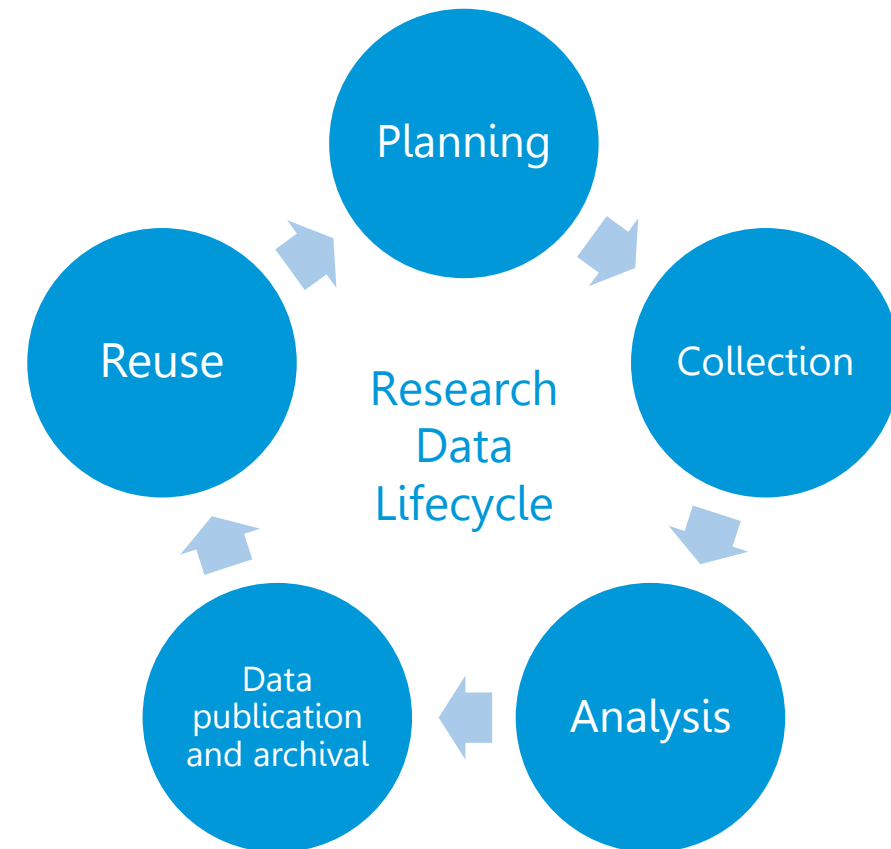 Planning
Collection
Analysis
Data
publication
and archival
Reuse
Research
Data
Lifecycle